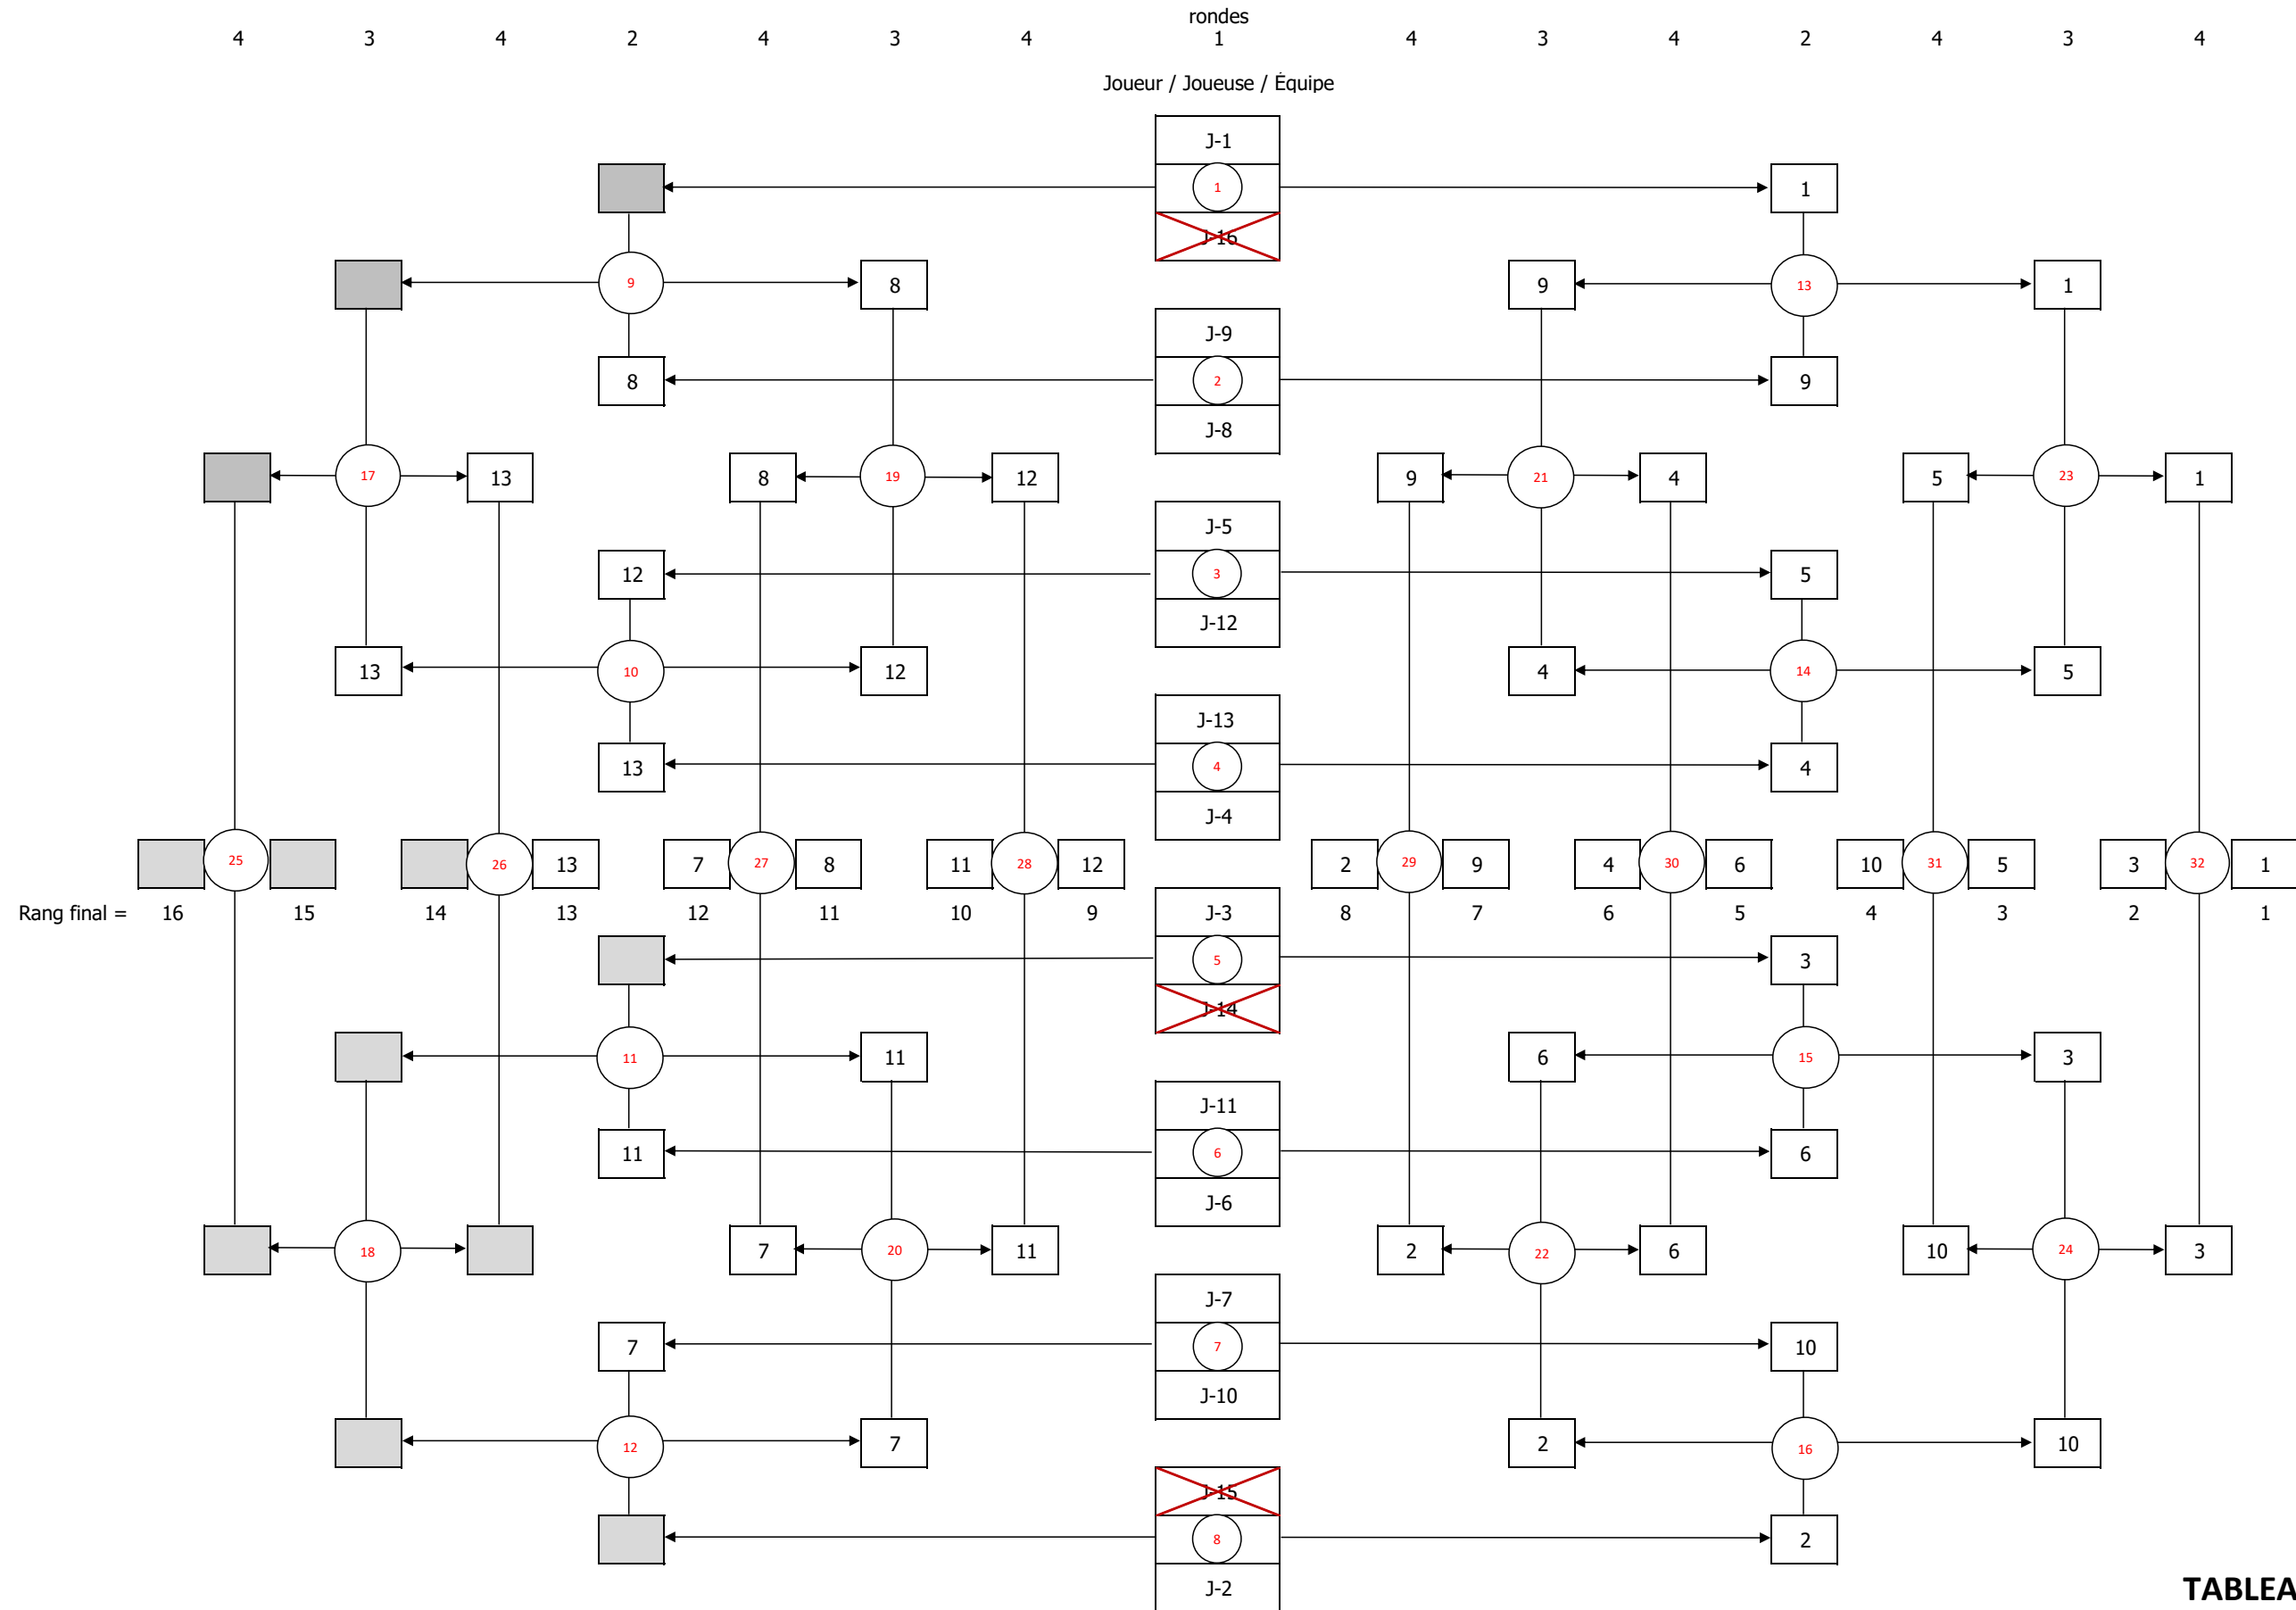 rondes
4 3 4 2 4 3 4 1 4 3 4 2 4 3 4
Joueur / Joueuse / Équipe
J-1
1 1
J-16
9 8 9 13 1
J-9
8 2 9
J-8
17 13 8 19 12 9 21 4 5 23 1
J-5
12 3 5
J-12
13 10 12 4 14 5
J-13
13 4 4
J-4
25 26 13 7 27 8 11 28 12 2 29 9 4 30 6 10 31 5 3 32 1
Rang final = 16 15 14 13 12 11 10 9 J-3 8 7 6 5 4 3 2 1
5 3
J-14
11 11 6 15 3
J-11
11 6 6
J-6
18 7 20 11 2 22 6 10 24 3
J-7
7 7 10
J-10
12 7 2 16 10
J-15
8 2
J-2
TABLEA